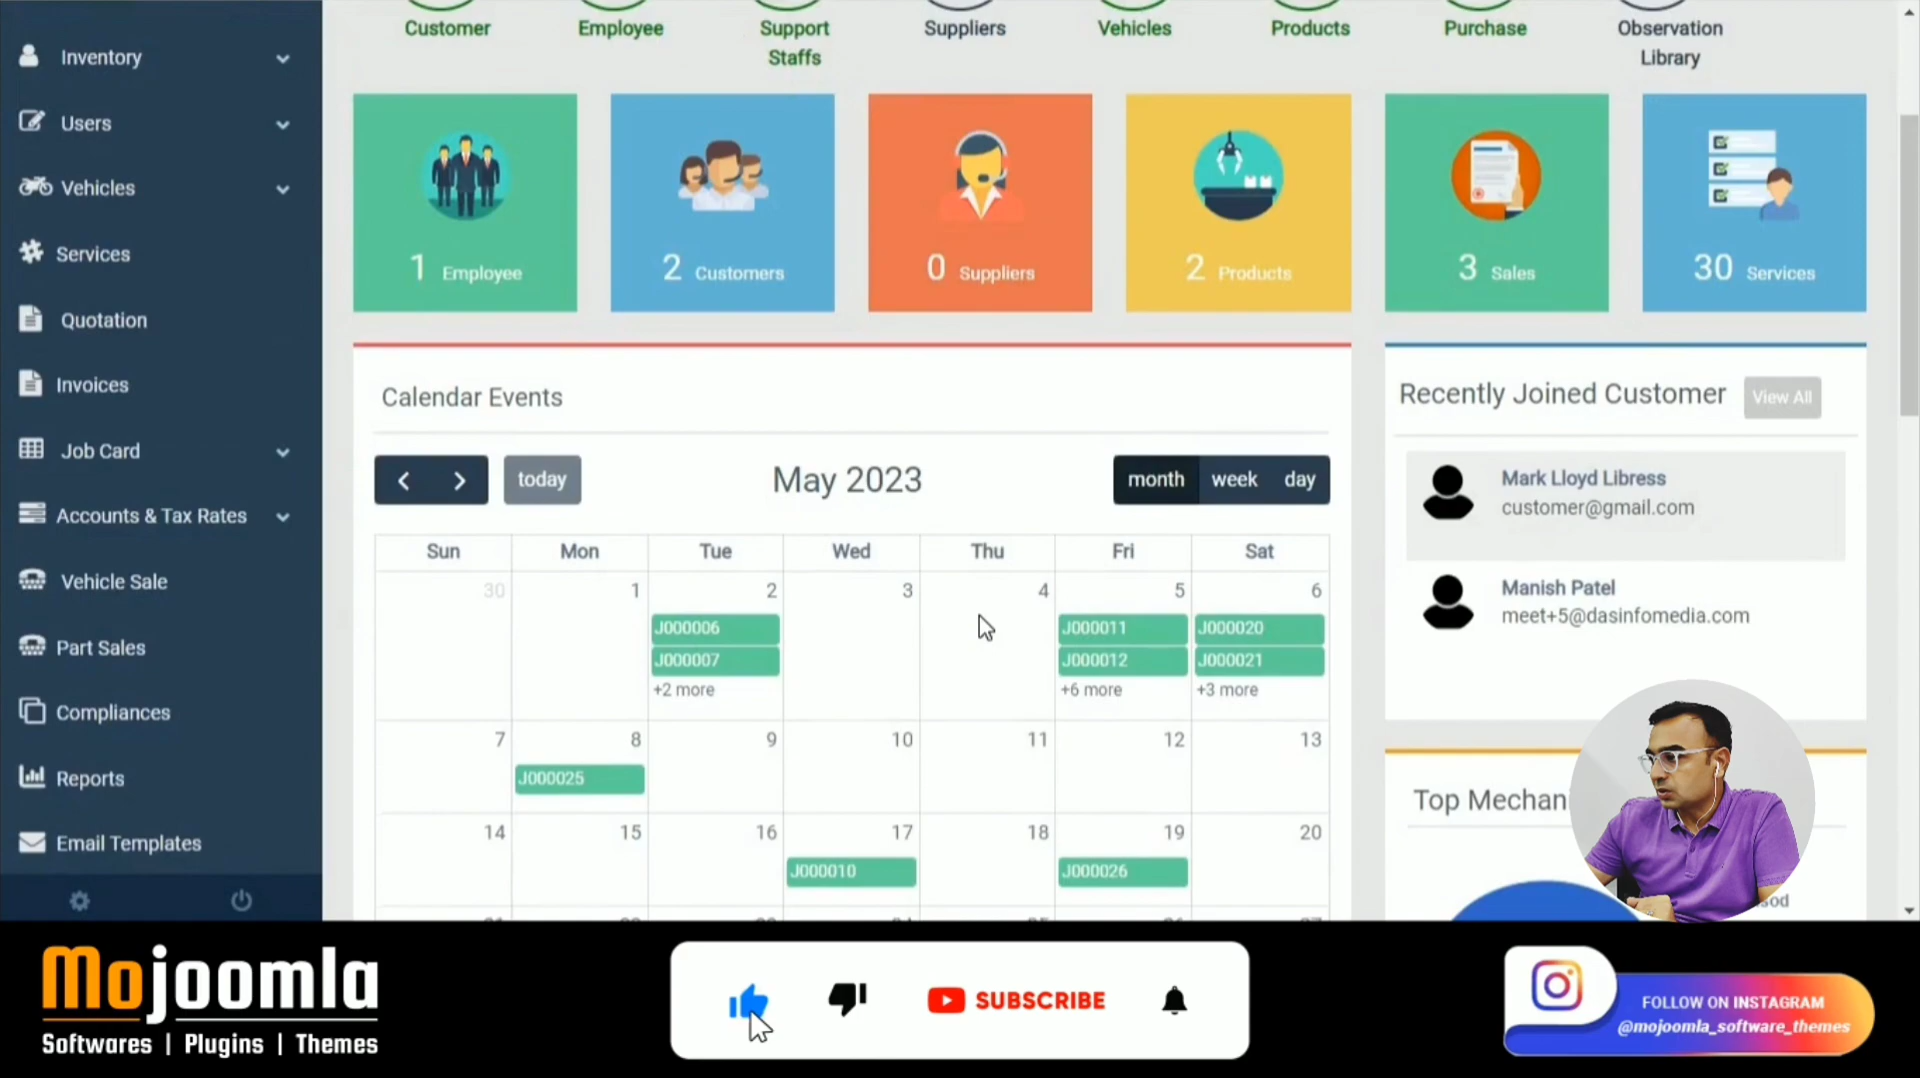 Customer
Employee
Support
Staffs
Suppliers
Vehicles
Products
Purchase
Observation
Library
Inventory
Users
Vehicles
Services
Quotation
Invoices
Job Card
Accounts & Tax Rates
Vehicle Sale
Part Sales
Compliances
Reports
Email Templates
1 Employee
2 Customers
0 Suppliers
2 Products
3 Sales
30 Services
Calendar Events
< > today
May 2023
month week day
Sun Mon Tue Wed Thu Fri Sat
30 1 2 3 4 5 6
J000006 J000011 J000020
J000007 J000012 J000021
+2 more +6 more +3 more
7 8 9 10 11 12 13
J000025
14 15 16 17 18 19 20
J000010 J000026
Recently Joined Customer View All
Mark Lloyd Libress
customer@gmail.com
Manish Patel
meet+5@dasinfomedia.com
Top Mechan
sod
Mojoomla
Softwares | Plugins | Themes
SUBSCRIBE
FOLLOW ON INSTAGRAM
@mojoomla_software_themes